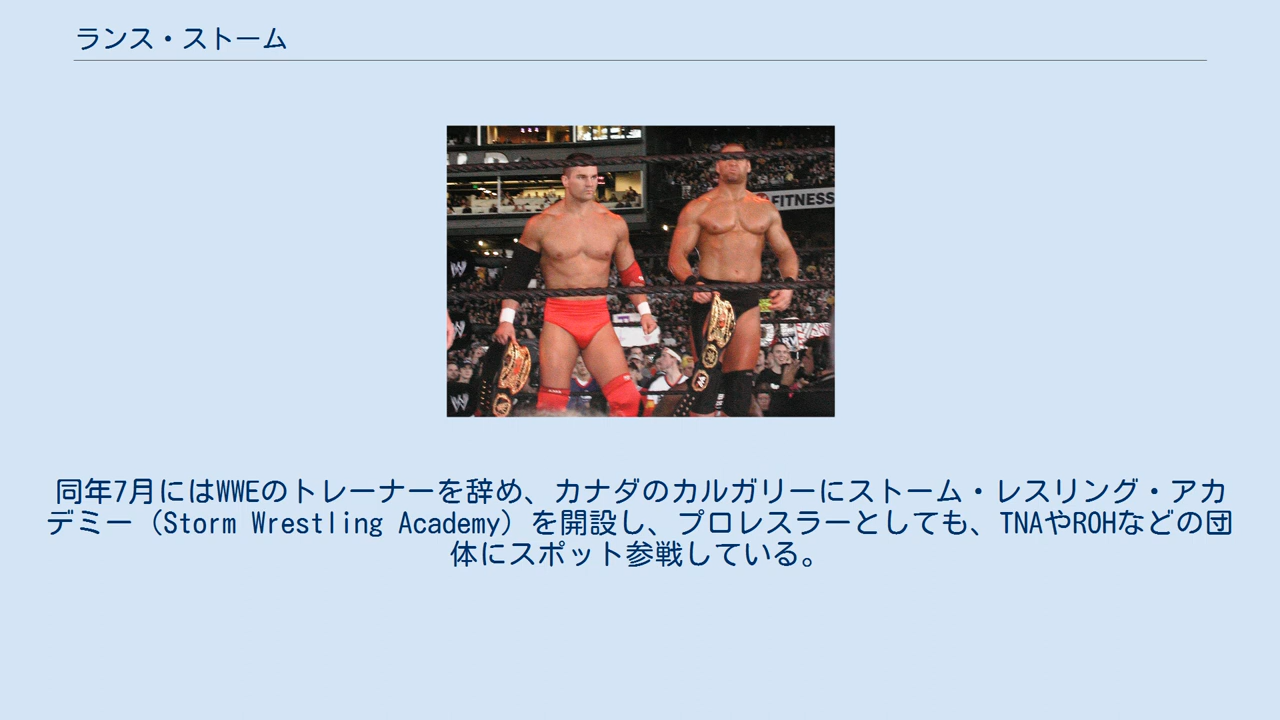 ランス・ストーム
FITNESS
同年7月にはWWEのトレーナーを辞め、カナダのカルガリーにストーム・レスリング・アカ
デミー（Storm Wrestling Academy）を開設し、プロレスラーとしても、TNAやROHなどの団
体にスポット参戦している。